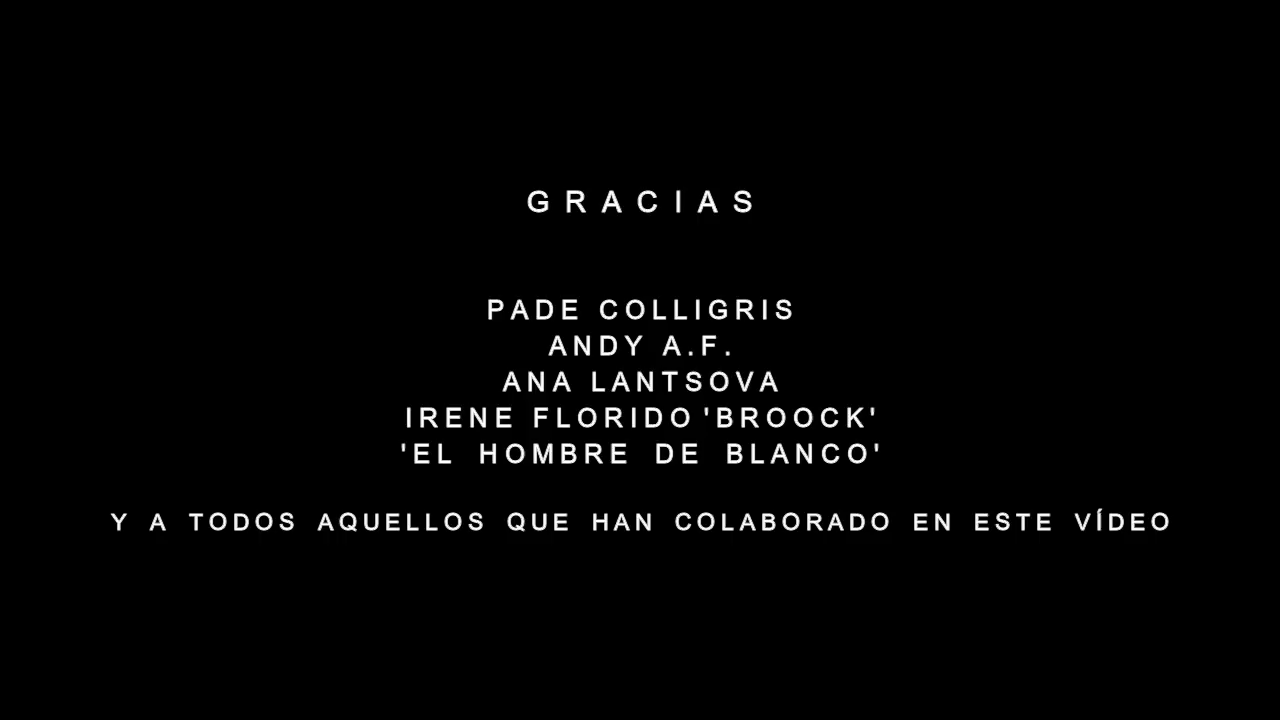 GRACIAS
PADE COLLIGRIS
ANDY A.F.
ANA LANTSOVA
IRENE FLORIDO 'BROOCK'
'EL HOMBRE DE BLANCO'
Y A TODOS AQUELLOS QUE HAN COLABORADO EN ESTE VÍDEO